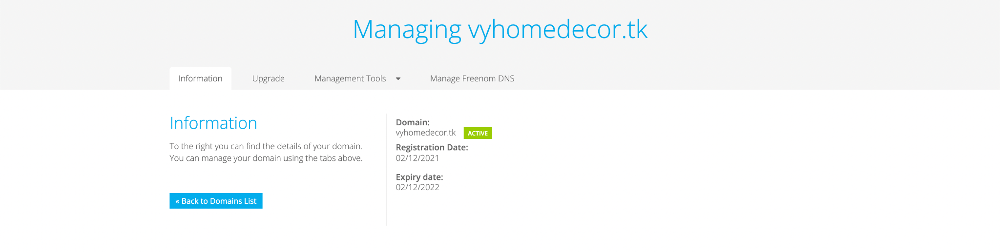 Managing vyhomedecor.tk
Information
Upgrade
Management Tools
Manage Freenom DNS
Information
To the right you can find the details of your domain.
You can manage your domain using the tabs above.
« Back to Domains List
Domain:
vyhomedecor.tk ACTIVE
Registration Date:
02/12/2021
Expiry date:
02/12/2022